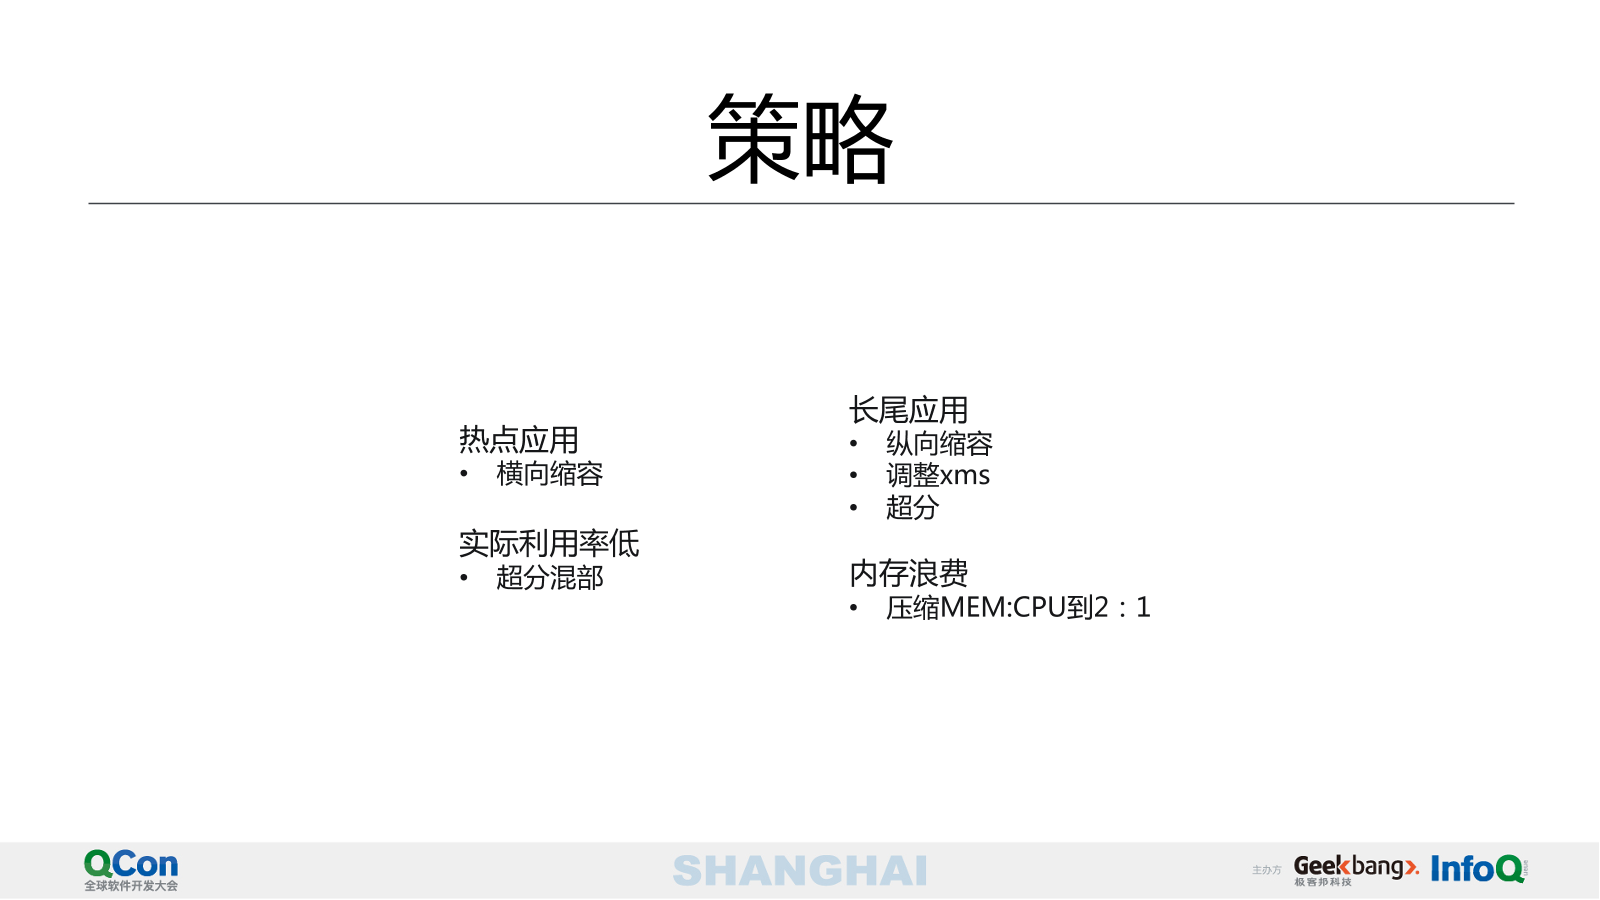 策略
热点应用
• 横向缩容
实际利用率低
• 超分混部
长尾应用
• 纵向缩容
• 调整xms
• 超分
内存浪费
• 压缩MEM:CPU到2：1
QCon
全球软件开发大会
SHANGHAI
主办方
Geekbang
极客邦科技
InfoQ